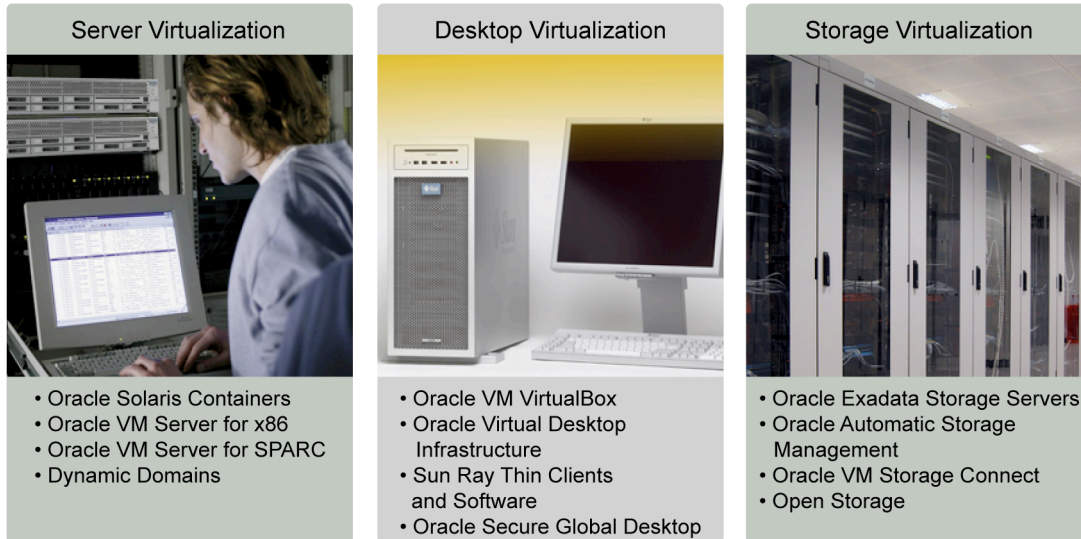 Server Virtualization
• Oracle Solaris Containers
• Oracle VM Server for x86
• Oracle VM Server for SPARC
• Dynamic Domains
Desktop Virtualization
• Oracle VM VirtualBox
• Oracle Virtual Desktop
Infrastructure
• Sun Ray Thin Clients
and Software
• Oracle Secure Global Desktop
Storage Virtualization
• Oracle Exadata Storage Servers
• Oracle Automatic Storage
Management
• Oracle VM Storage Connect
• Open Storage